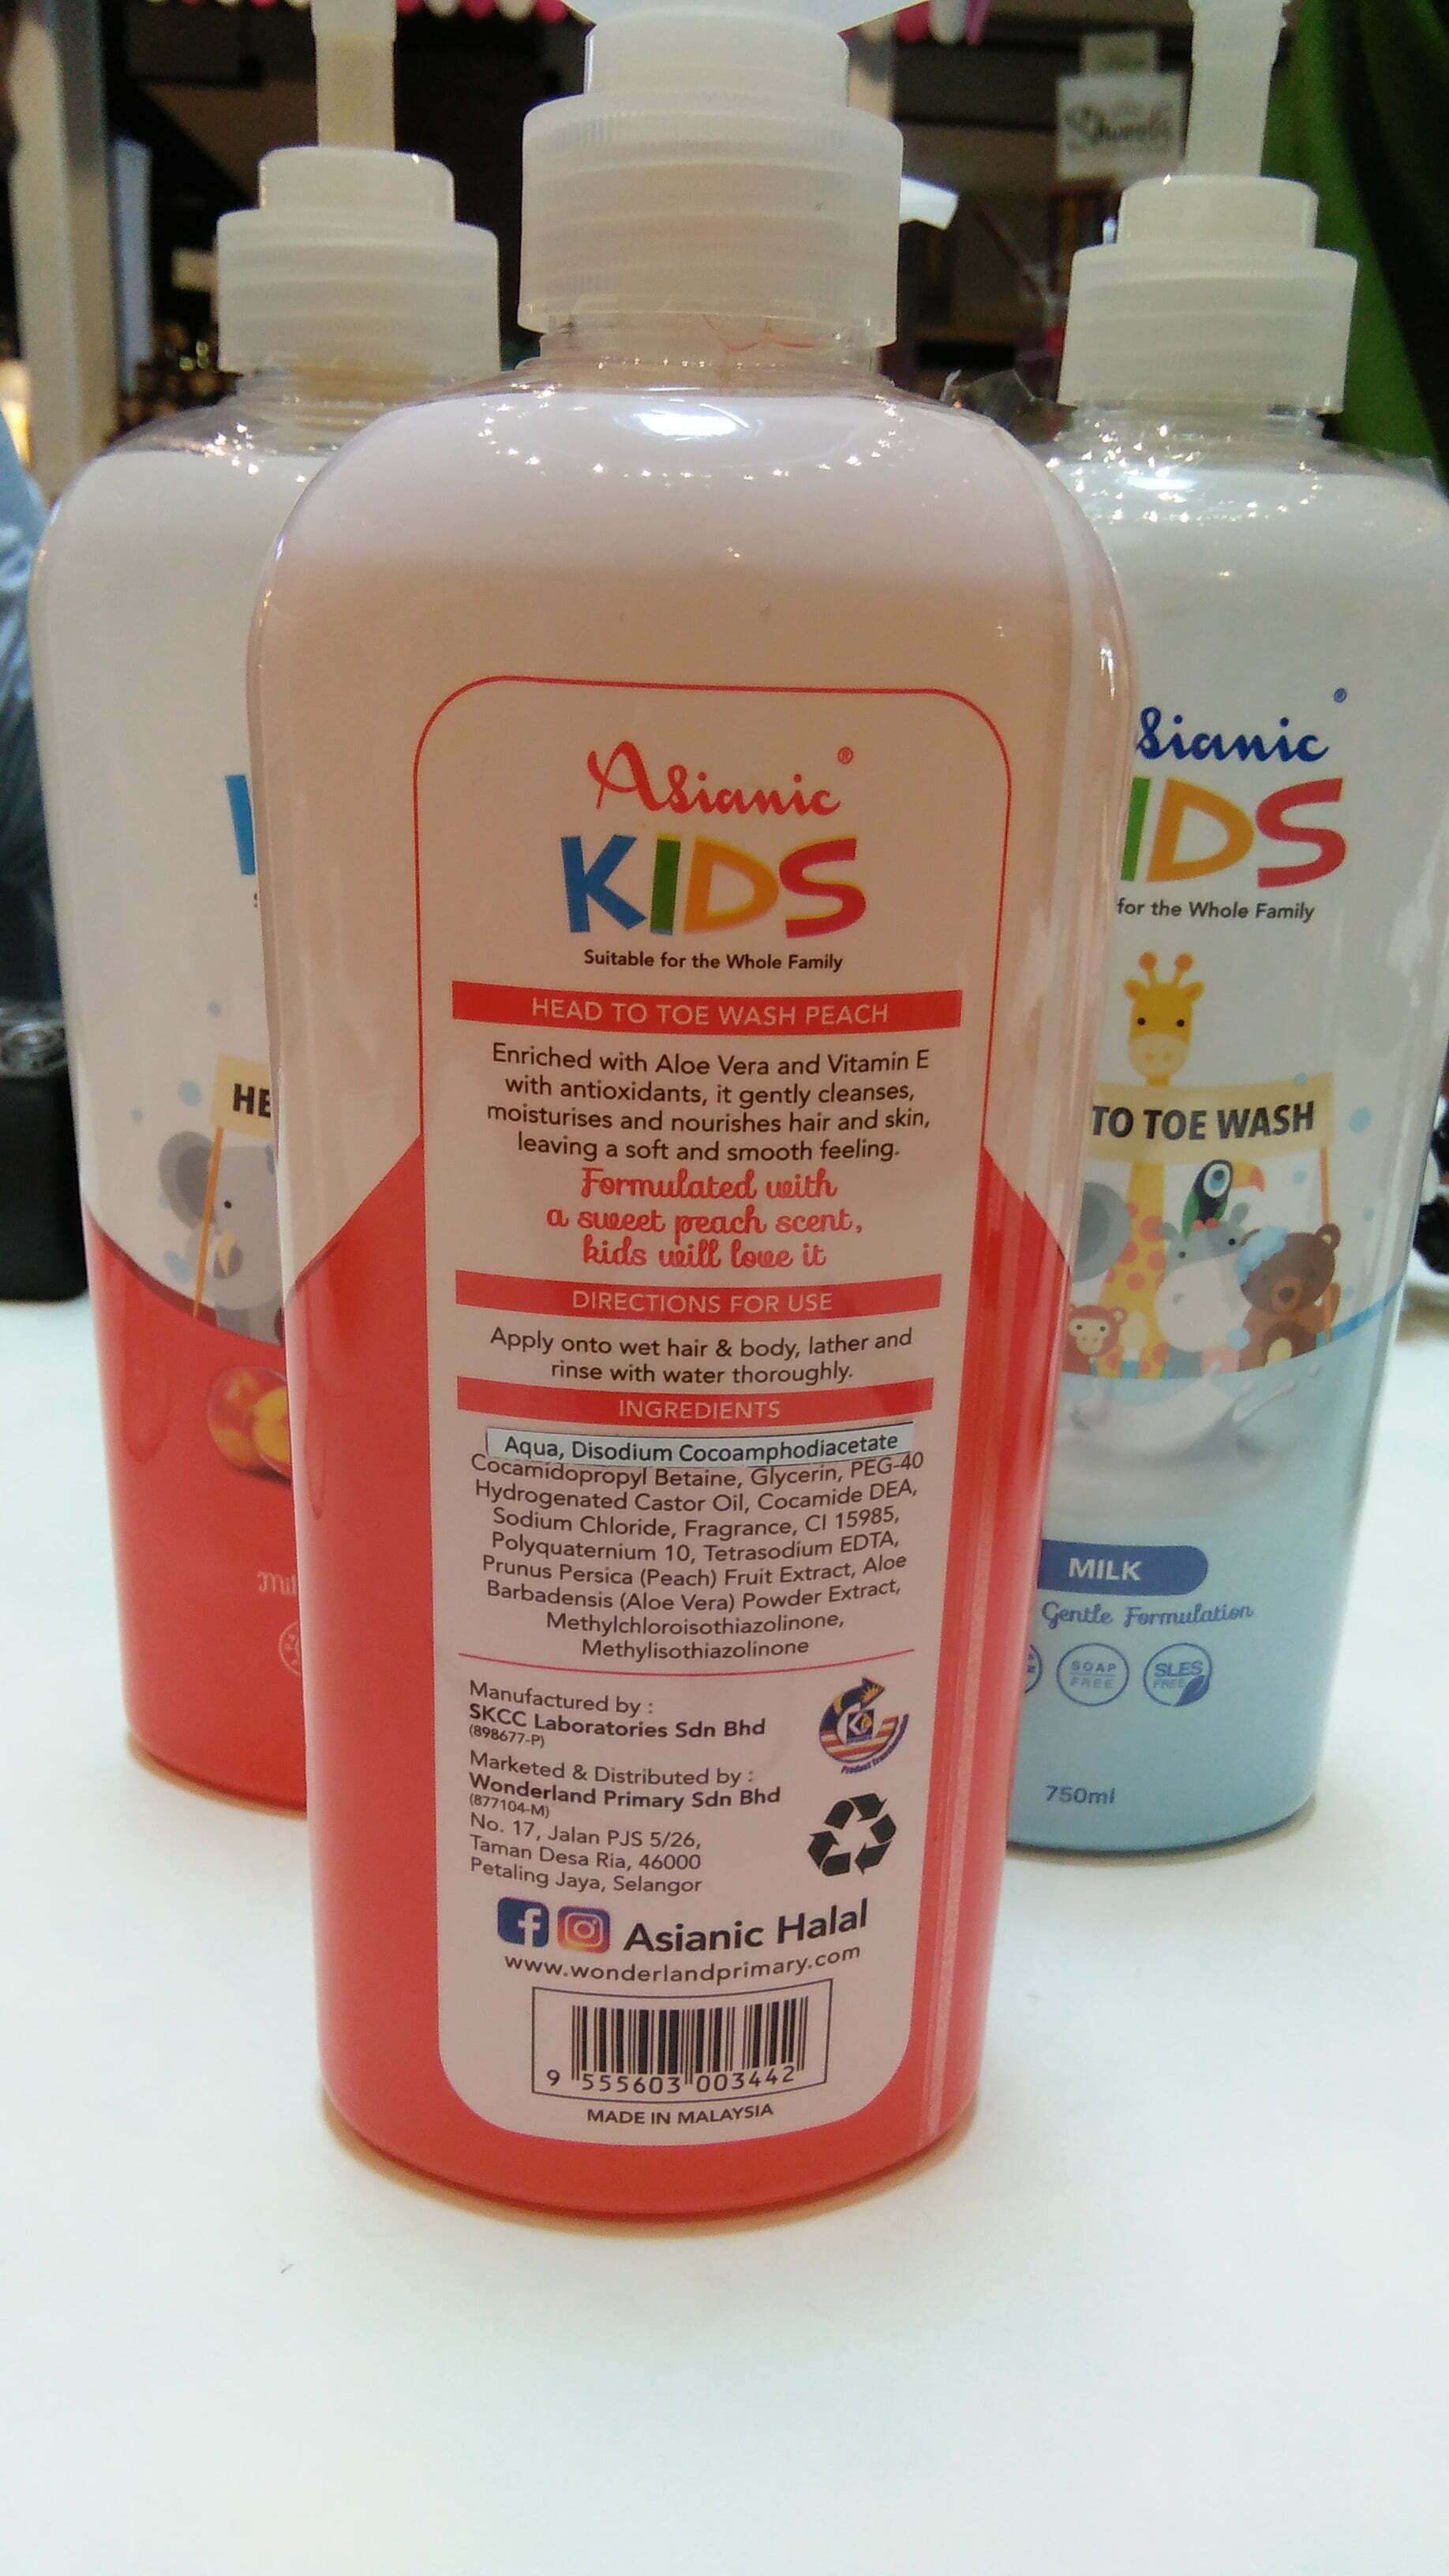 Asianic®
KIDS
Suitable for the Whole Family
HEAD TO TOE WASH PEACH
Enriched with Aloe Vera and Vitamin E
with antioxidants, it gently cleanses,
moisturises and nourishes hair and skin,
leaving a soft and smooth feeling.
Formulated with
a sweet peach scent,
kids will love it
DIRECTIONS FOR USE
Apply onto wet hair & body, lather and
rinse with water thoroughly.
INGREDIENTS
Aqua, Disodium Cocoamphodiacetate
Cocamidopropyl Betaine, Glycerin, PEG-40
Hydrogenated Castor Oil, Cocamide DEA,
Sodium Chloride, Fragrance, CI 15985,
Polyquaternium 10, Tetrasodium EDTA,
Prunus Persica (Peach) Fruit Extract, Aloe
Barbadensis (Aloe Vera) Powder Extract,
Methylchloroisothiazolinone,
Methylisothiazolinone
Manufactured by :
SKCC Laboratories Sdn Bhd
(898677-P)
Marketed & Distributed by :
Wonderland Primary Sdn Bhd
(877104-M)
No. 17, Jalan PJS 5/26,
Taman Desa Ria, 46000
Petaling Jaya, Selangor
Asianic Halal
www.wonderlandprimary.com
9 555603 003442
MADE IN MALAYSIA
HE
sianic®
IDS
for the Whole Family
TO TOE WASH
MILK
Gentle Formulation
SOAP
FREE
SLES
FREE
750ml